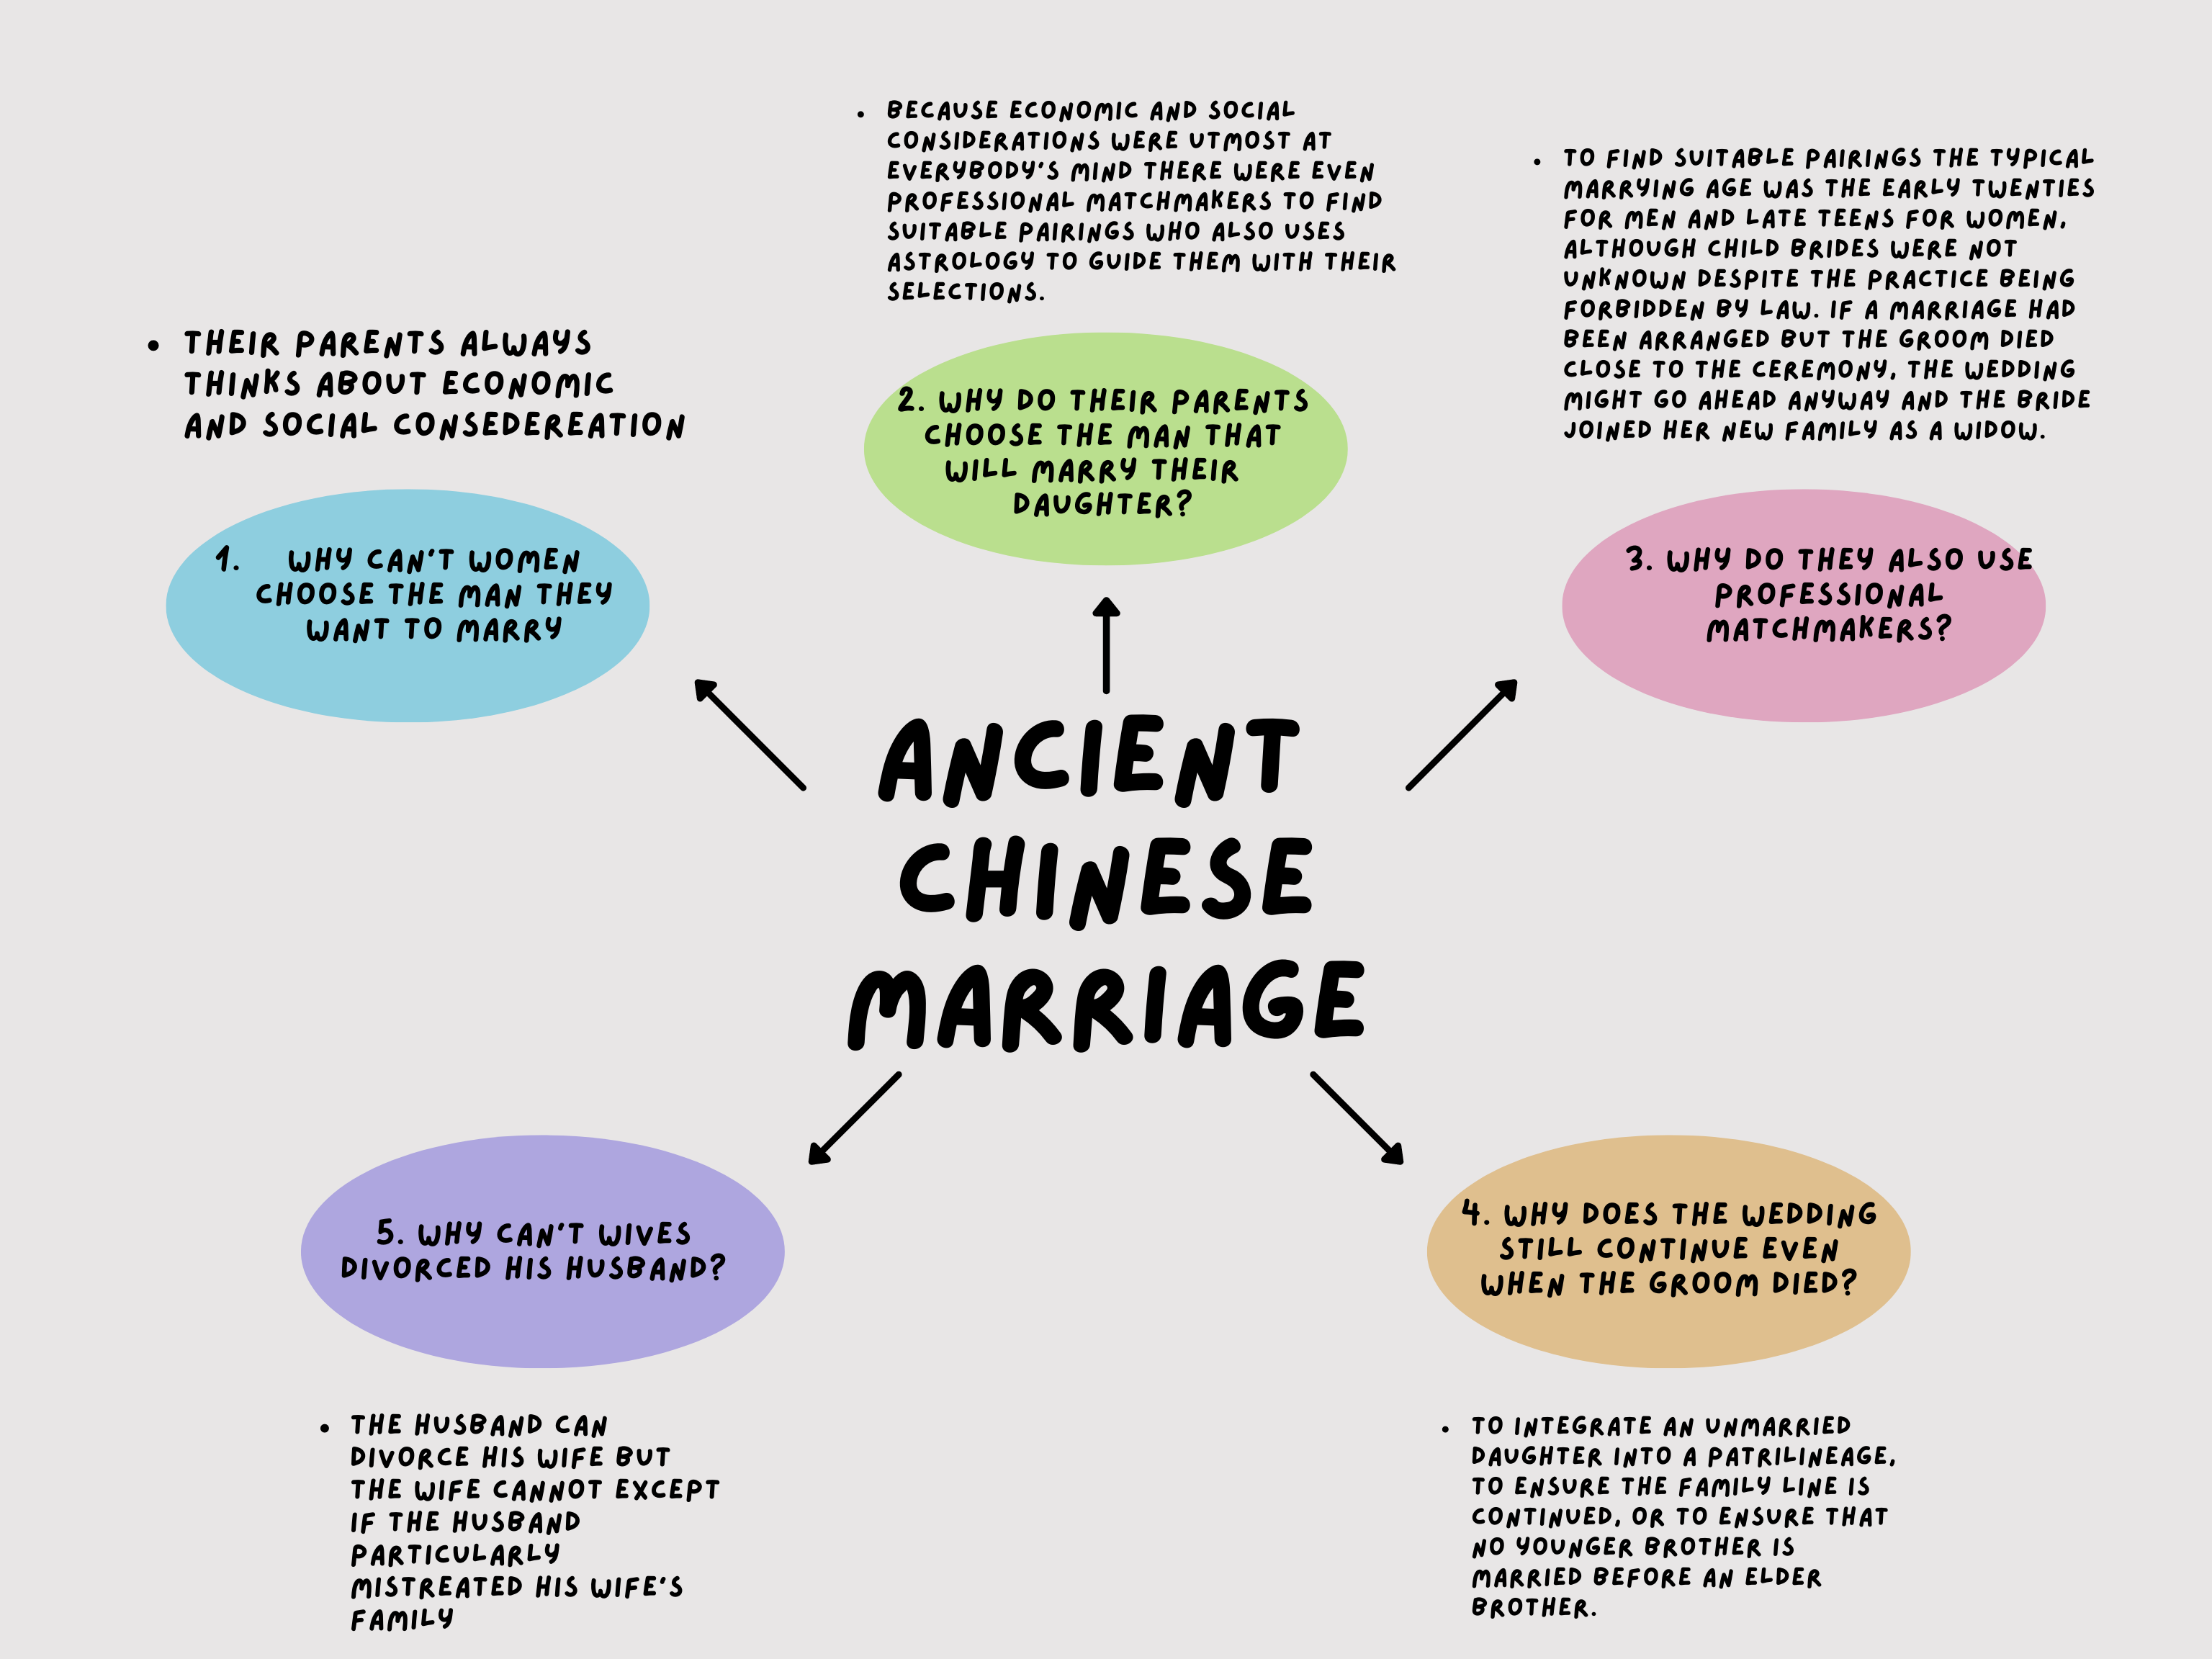 THEIR PARENTS ALWAYS
THINKS ABOUT ECONOMIC
AND SOCIAL CONSEDEREATION
1. WHY CAN'T WOMEN
CHOOSE THE MAN THEY
WANT TO MARRY
BECAUSE ECONOMIC AND SOCIAL
CONSIDERATIONS WERE UTMOST AT
EVERYBODY'S MIND THERE WERE EVEN
PROFESSIONAL MATCHMAKERS TO FIND
SUITABLE PAIRINGS WHO ALSO USES
ASTROLOGY TO GUIDE THEM WITH THEIR
SELECTIONS.
2. WHY DO THEIR PARENTS
CHOOSE THE MAN THAT
WILL MARRY THEIR
DAUGHTER?
TO FIND SUITABLE PAIRINGS THE TYPICAL
MARRYING AGE WAS THE EARLY TWENTIES
FOR MEN AND LATE TEENS FOR WOMEN,
ALTHOUGH CHILD BRIDES WERE NOT
UNKNOWN DESPITE THE PRACTICE BEING
FORBIDDEN BY LAW. IF A MARRIAGE HAD
BEEN ARRANGED BUT THE GROOM DIED
CLOSE TO THE CEREMONY, THE WEDDING
MIGHT GO AHEAD ANYWAY AND THE BRIDE
JOINED HER NEW FAMILY AS A WIDOW.
3. WHY DO THEY ALSO USE
PROFESSIONAL
MATCHMAKERS?
ANCIENT
CHINESE
MARRIAGE
5. WHY CAN'T WIVES
DIVORCED HIS HUSBAND?
THE HUSBAND CAN
DIVORCE HIS WIFE BUT
THE WIFE CANNOT EXCEPT
IF THE HUSBAND
PARTICULARLY
MISTREATED HIS WIFE'S
FAMILY
4. WHY DOES THE WEDDING
STILL CONTINUE EVEN
WHEN THE GROOM DIED?
TO INTEGRATE AN UNMARRIED
DAUGHTER INTO A PATRILINEAGE,
TO ENSURE THE FAMILY LINE IS
CONTINUED, OR TO ENSURE THAT
NO YOUNGER BROTHER IS
MARRIED BEFORE AN ELDER
BROTHER.